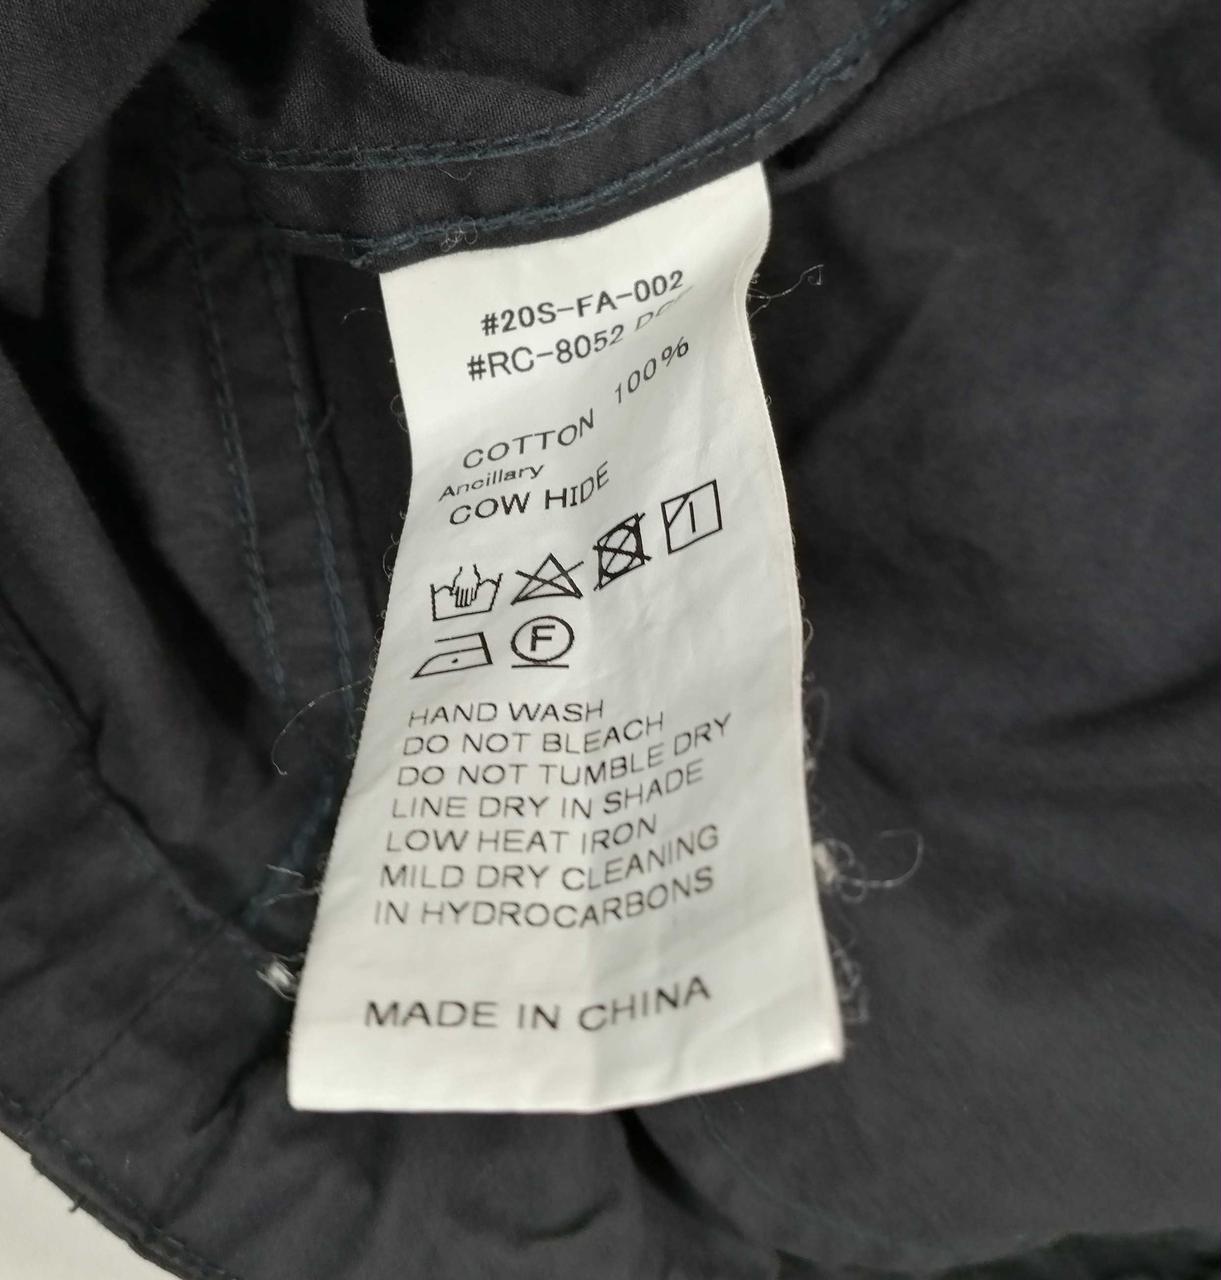 #20S-FA-002
#RC-8052
COTTON 100%
Ancillary
COW HIDE
F
HAND WASH
DO NOT BLEACH
DO NOT TUMBLE DRY
LINE DRY IN SHADE
LOW HEAT IRON
MILD DRY CLEANING
IN HYDROCARBONS
MADE IN CHINA